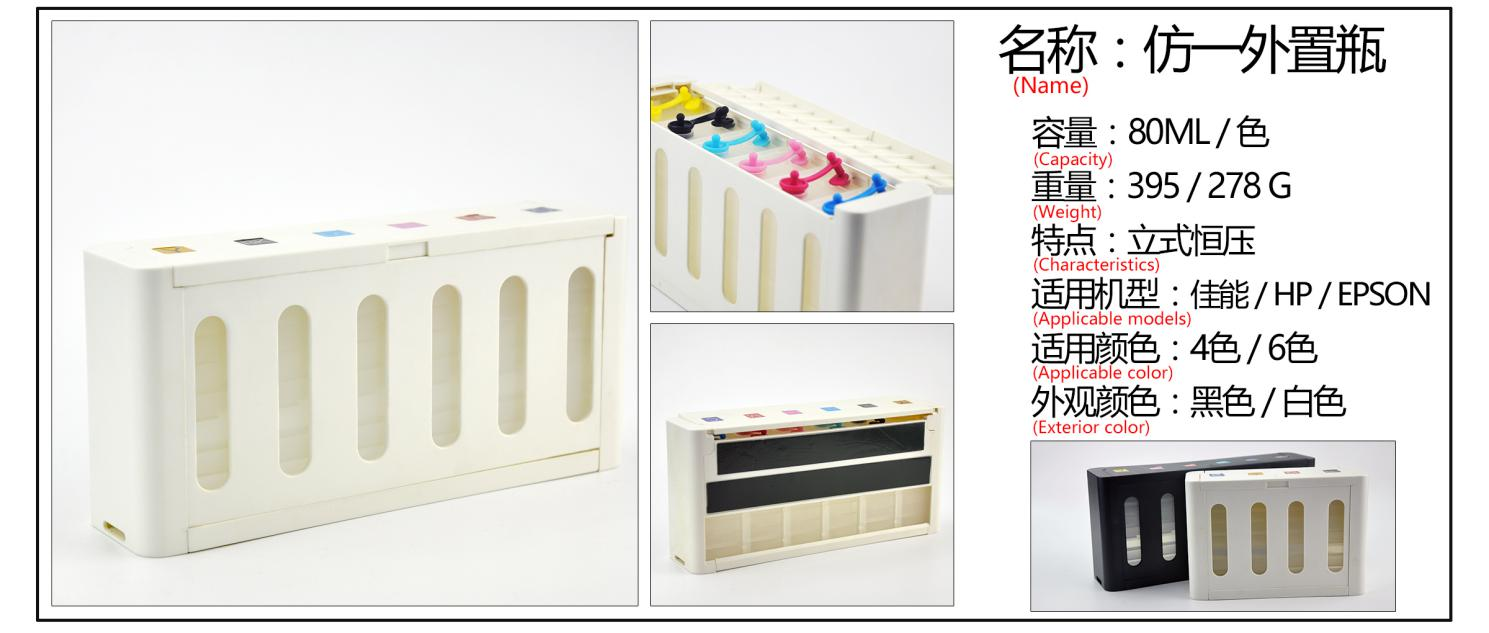 名称：仿一外置瓶
(Name)
容量：80ML / 色
(Capacity)
重量：395 / 278 G
(Weight)
特点：立式恒压
(Characteristics)
适用机型：佳能 / HP / EPSON
(Applicable models)
适用颜色：4色 / 6色
(Applicable color)
外观颜色：黑色 / 白色
(Exterior color)